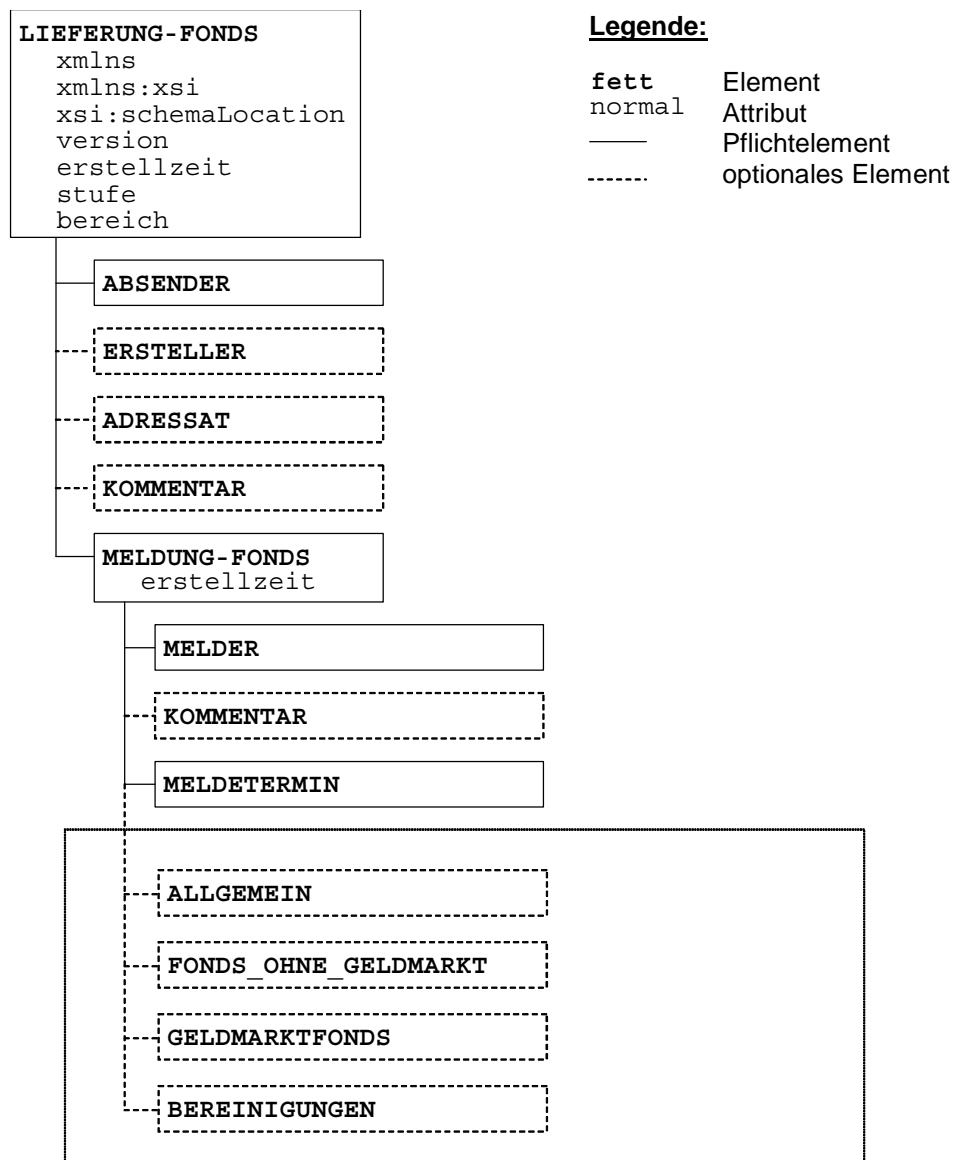 LIEFERUNG-FONDS
xmlns
xmlns:xsi
xsi:schemaLocation
version
erstellzeit
stufe
bereich
Legende:
fett Element
normal Attribut
Pflichtelement
optionales Element
ABSENDER
ERSTELLER
ADRESSAT
KOMMENTAR
MELDUNG-FONDS
erstellzeit
MELDER
KOMMENTAR
MELDETERMIN
ALLGEMEIN
FONDS_OHNE_GELDMARKT
GELDMARKTFONDS
BEREINIGUNGEN